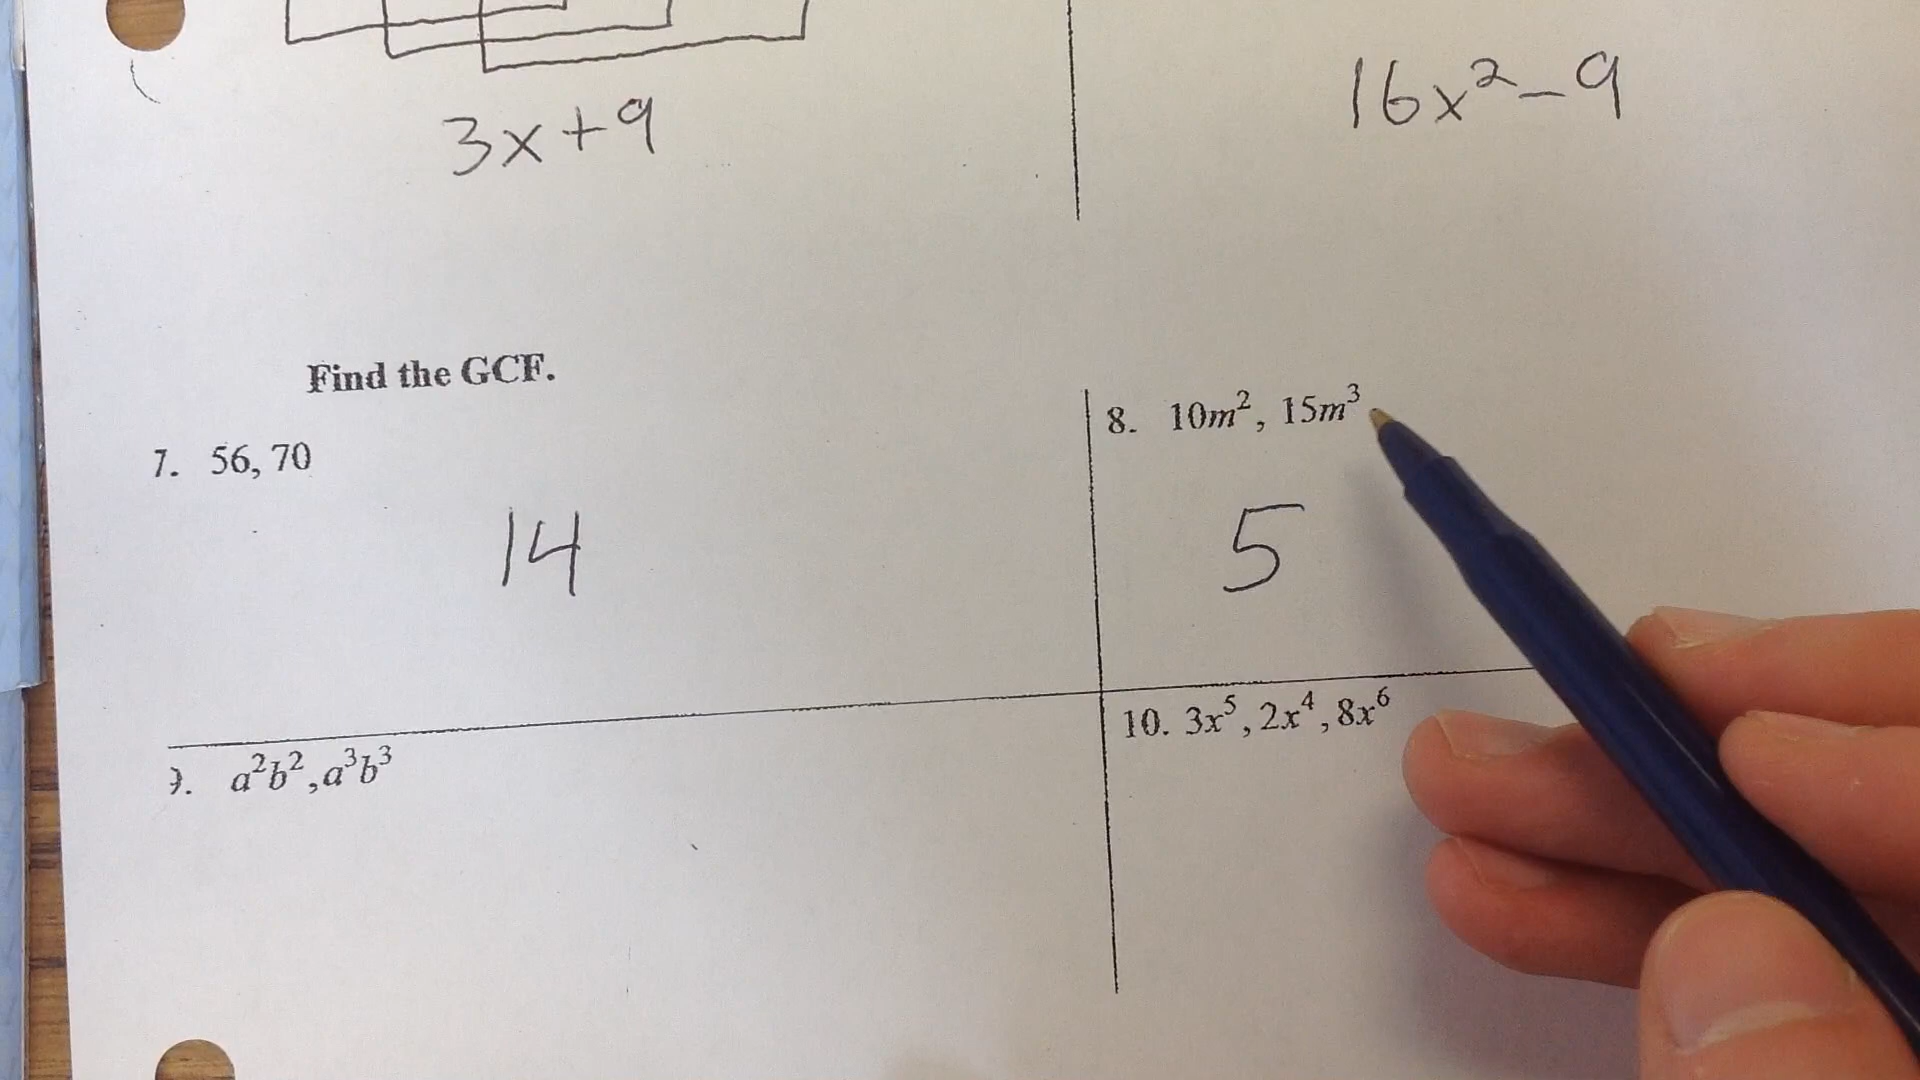 3x+9
16x²-9
Find the GCF.
7. 56, 70
14
8. 10m², 15m³
5
9. a²b², a³b³
10. 3x⁵, 2x⁴, 8x⁶